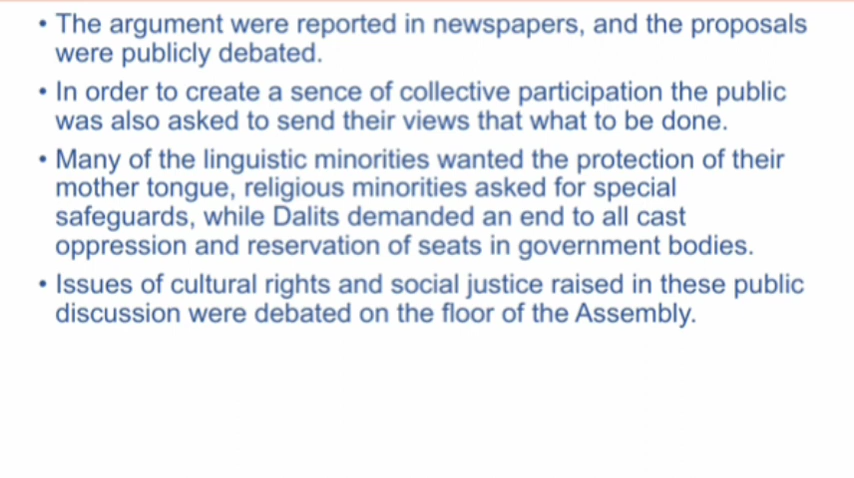 • The argument were reported in newspapers, and the proposals
were publicly debated.
• In order to create a sence of collective participation the public
was also asked to send their views that what to be done.
• Many of the linguistic minorities wanted the protection of their
mother tongue, religious minorities asked for special
safeguards, while Dalits demanded an end to all cast
oppression and reservation of seats in government bodies.
• Issues of cultural rights and social justice raised in these public
discussion were debated on the floor of the Assembly.